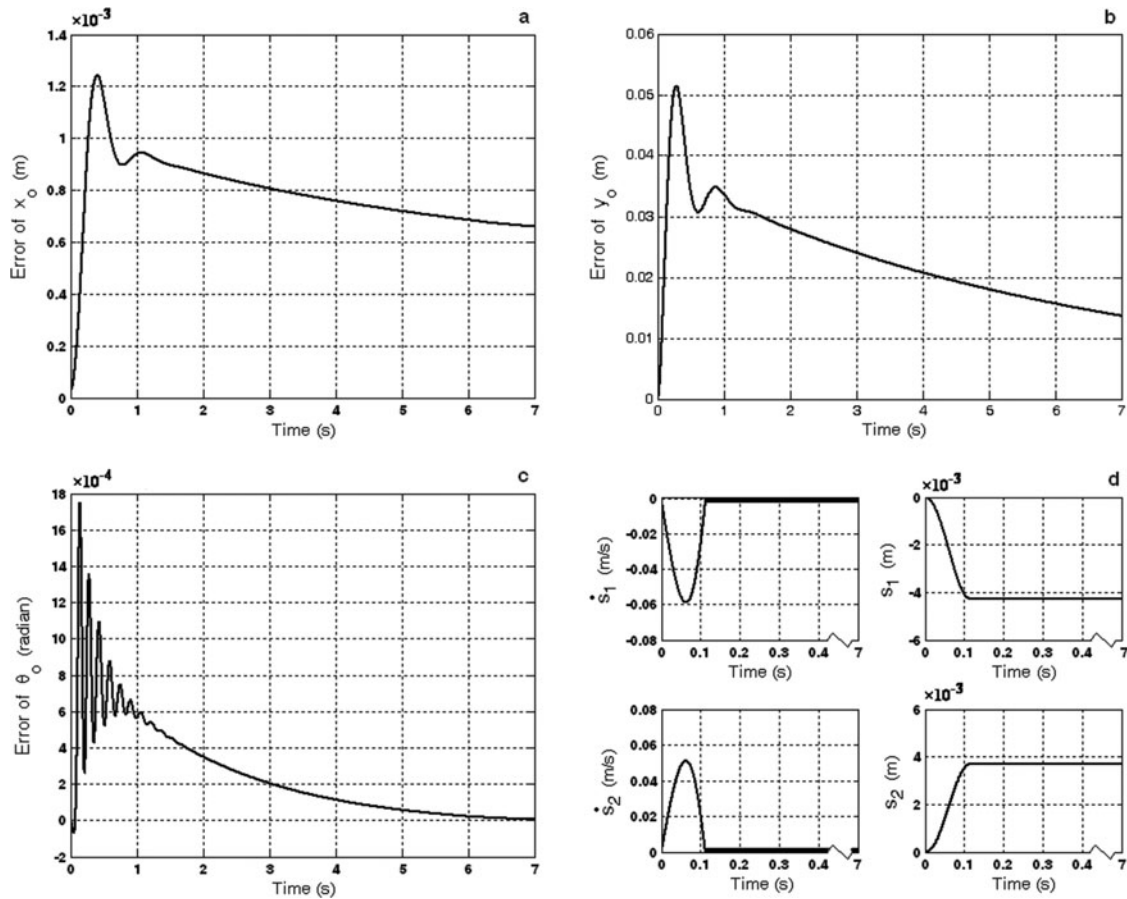 ×10⁻³
a
1.4
1.2
1
0.8
0.6
0.4
0.2
0
Error of x_o (m)
0 1 2 3 4 5 6 7
Time (s)
b
0.06
0.05
0.04
0.03
0.02
0.01
0
Error of y_o (m)
0 1 2 3 4 5 6 7
Time (s)
×10⁻⁴
c
18
16
14
12
10
8
6
4
2
0
-2
Error of θ_o (radian)
0 1 2 3 4 5 6 7
Time (s)
0
-0.02
-0.04
-0.06
-0.08
ṡ₁ (m/s)
0 0.1 0.2 0.3 0.4 7
Time (s)
×10⁻³
d
0
-2
-4
-6
s₁ (m)
0 0.1 0.2 0.3 0.4 7
Time (s)
0.08
0.06
0.04
0.02
0
ṡ₂ (m/s)
0 0.1 0.2 0.3 0.4 7
Time (s)
×10⁻³
6
4
2
0
s₂ (m)
0 0.1 0.2 0.3 0.4 7
Time (s)